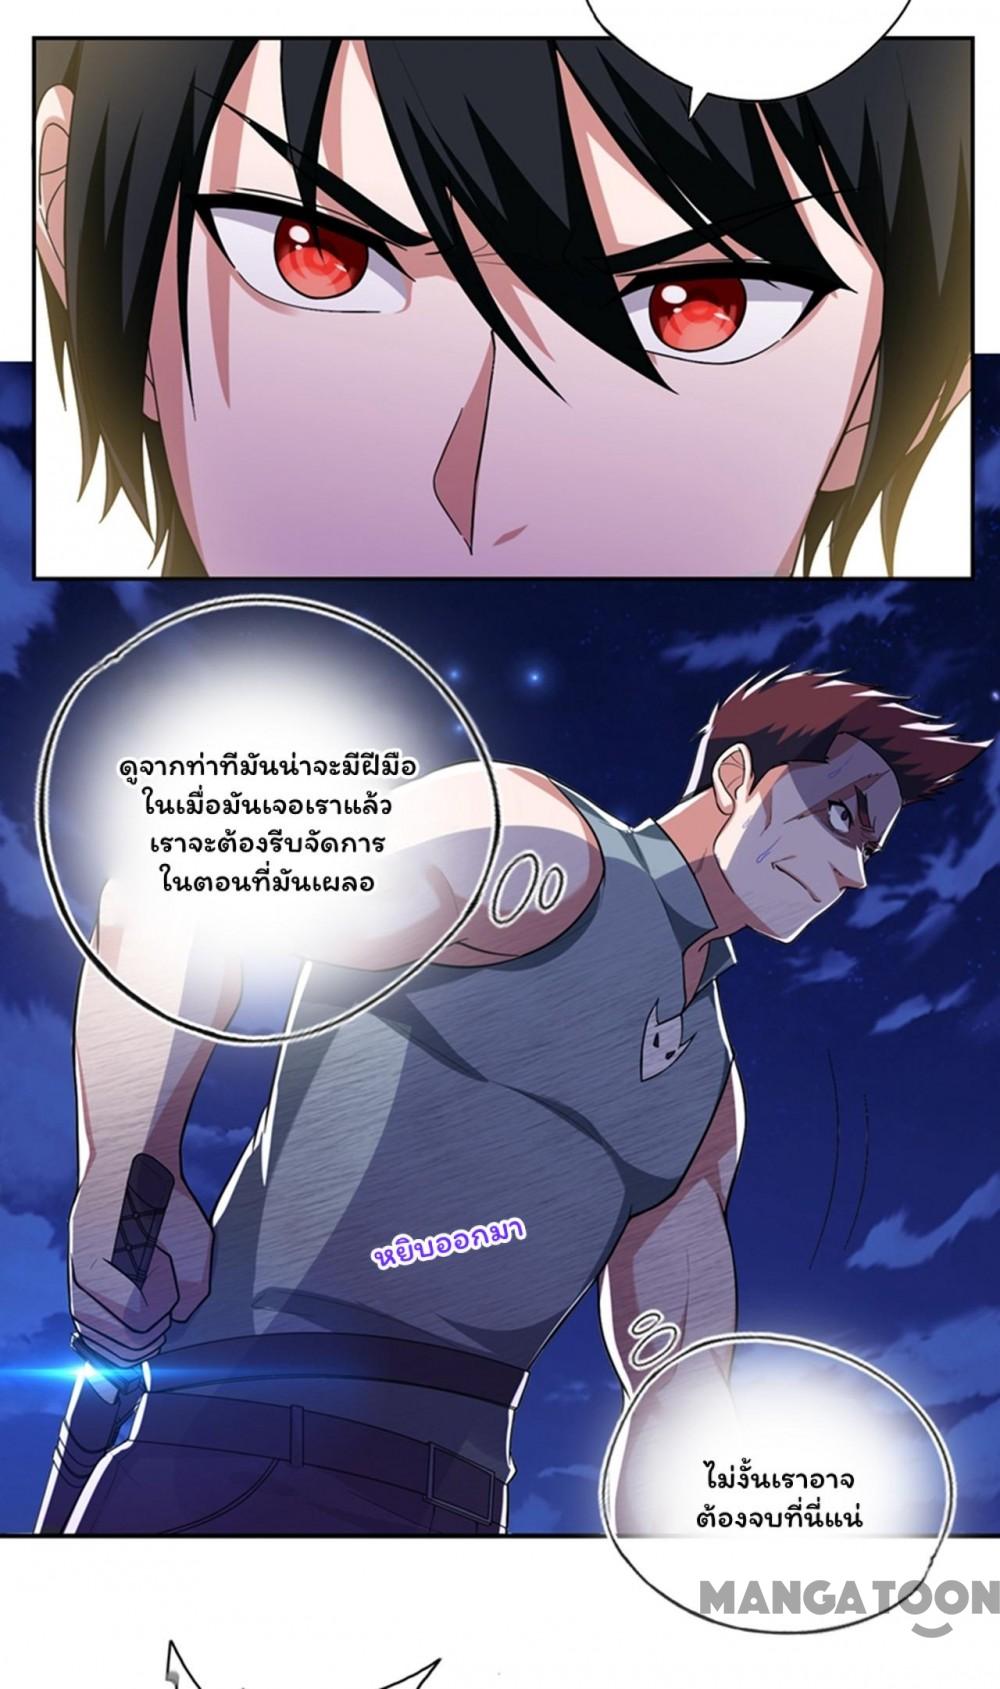 ดูจากท่าทีมันน่าจะมีฝีมือ
ในเมื่อมันเจอเราแล้ว
เราจะต้องรีบจัดการ
ในตอนที่มันเผลอ
หยิบออกมา
ไม่งั้นเราอาจ
ต้องจบที่นี่แน่
MANGATOON